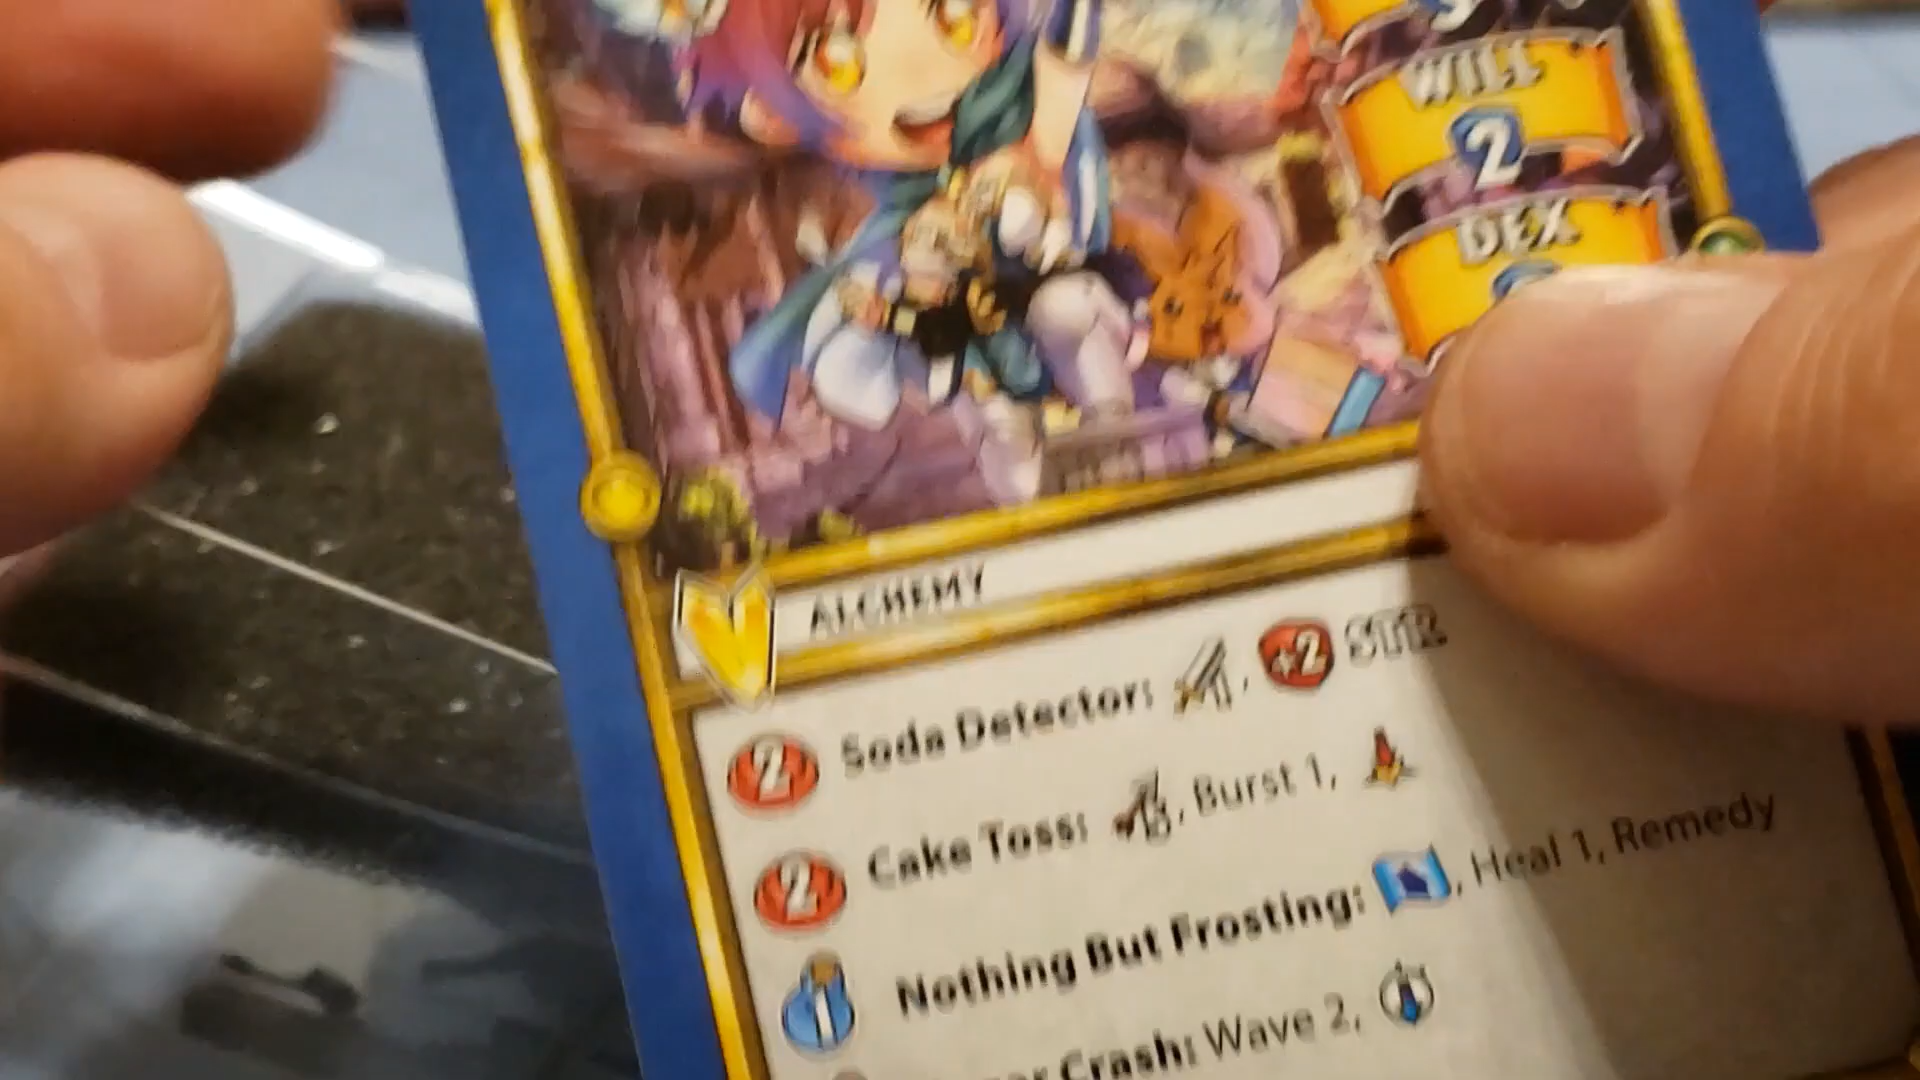 WILL
2
DEX
ALCHEMY
2 Soda Detector: , +2 STR
2 Cake Toss: , Burst 1,
1 Nothing But Frosting: , Heal 1, Remedy
Crash: Wave 2,